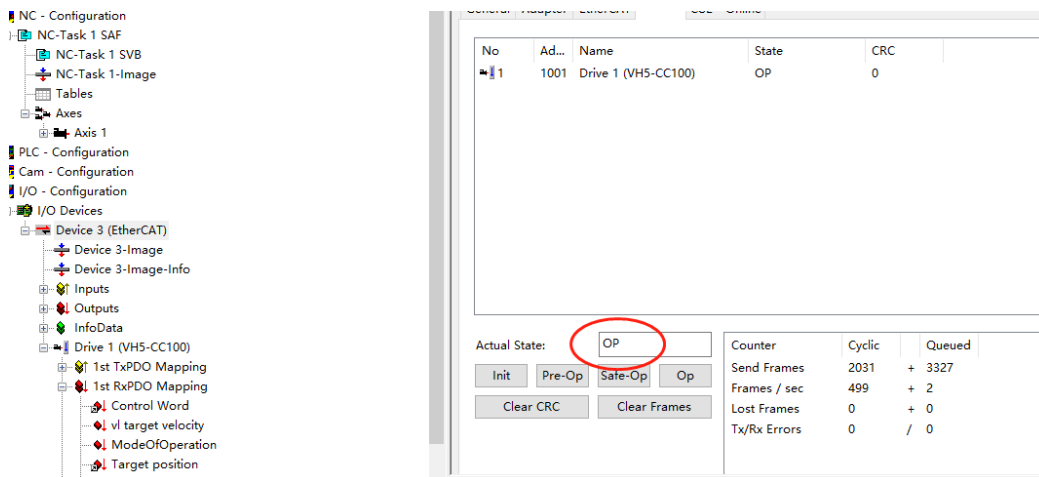 NC - Configuration
NC-Task 1 SAF
NC-Task 1 SVB
NC-Task 1-Image
Tables
Axes
Axis 1
PLC - Configuration
Cam - Configuration
I/O - Configuration
I/O Devices
Device 3 (EtherCAT)
Device 3-Image
Device 3-Image-Info
Inputs
Outputs
InfoData
Drive 1 (VH5-CC100)
1st TxPDO Mapping
1st RxPDO Mapping
Control Word
vl target velocity
ModeOfOperation
Target position
General Adapter EtherCAT Online
No Ad... Name State CRC
1 1001 Drive 1 (VH5-CC100) OP 0
Actual State: OP
Init Pre-Op Safe-Op Op
Clear CRC Clear Frames
Counter Cyclic Queued
Send Frames 2031 + 3327
Frames / sec 499 + 2
Lost Frames 0 + 0
Tx/Rx Errors 0 / 0